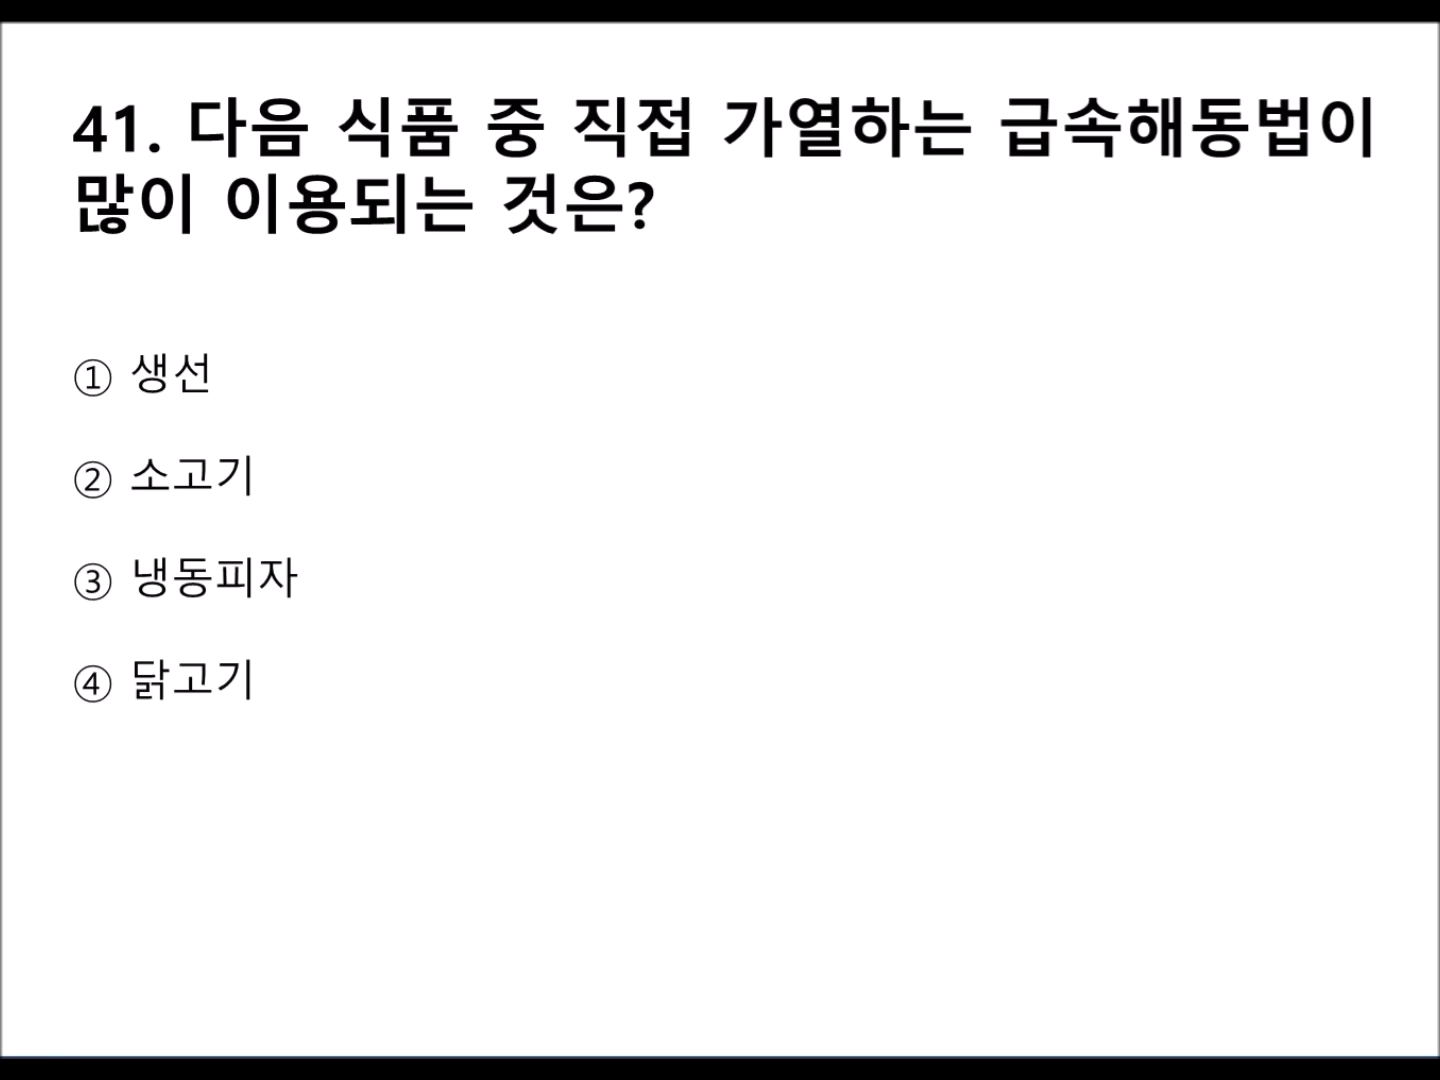 41. 다음 식품 중 직접 가열하는 급속해동법이
많이 이용되는 것은?
① 생선
② 소고기
③ 냉동피자
④ 닭고기